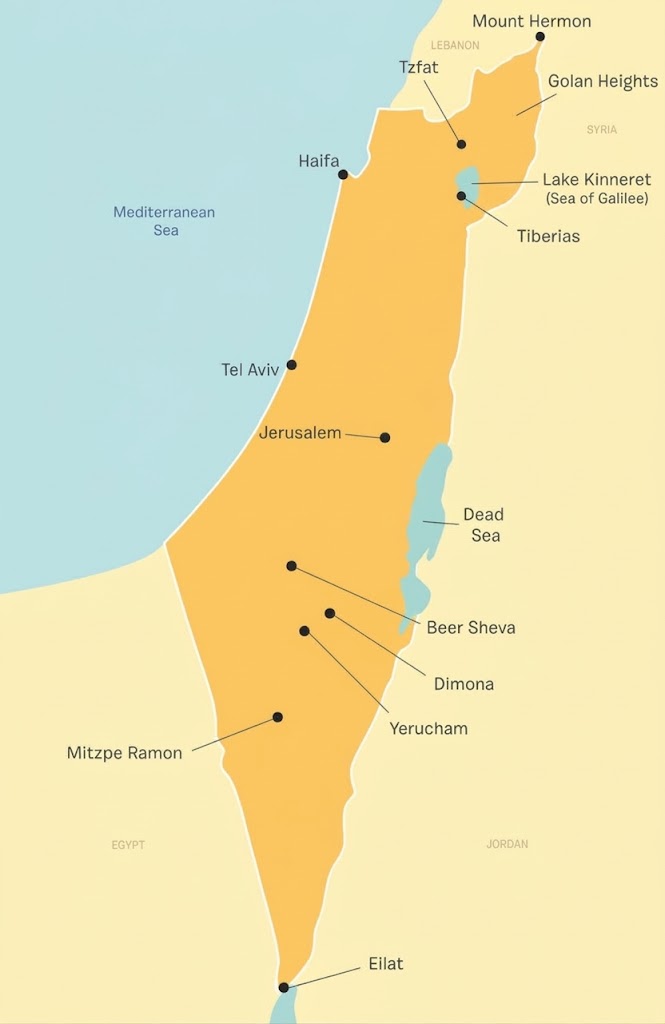 Mount Hermon
LEBANON
Tzfat
Golan Heights
SYRIA
Haifa
Lake Kinneret
(Sea of Galilee)
Mediterranean
Sea
Tiberias
Tel Aviv
Jerusalem
Dead
Sea
Beer Sheva
Dimona
Yerucham
Mitzpe Ramon
EGYPT
JORDAN
Eilat